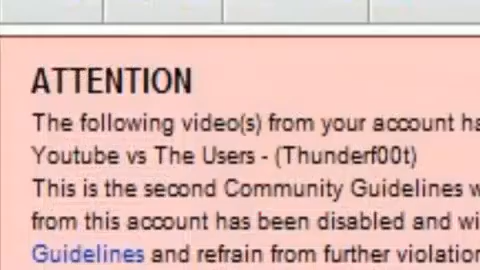 ATTENTION
The following video(s) from your account ha
Youtube vs The Users - (Thunderf00t)
This is the second Community Guidelines w
from this account has been disabled and wi
Guidelines and refrain from further violation